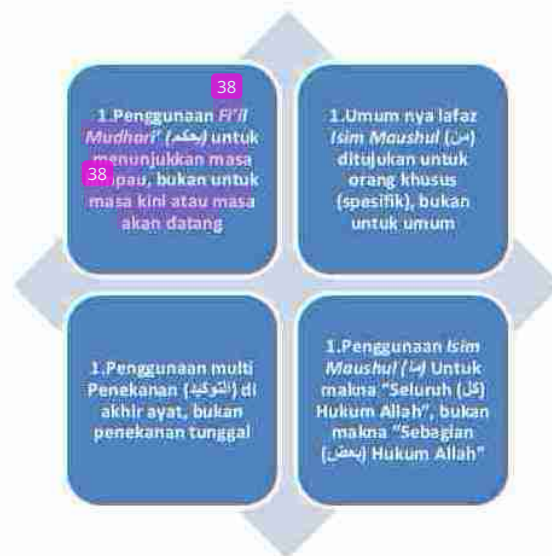 38
1.Penggunaan Fi'il
Mudhari' (يحكم) untuk
menunjukkan masa
38
bukan untuk
masa kini atau masa
akan datang
1.Umum nya lafaz
Isim Maushul (من)
ditujukan untuk
orang khusus
(spesifik), bukan
untuk umum
1.Penggunaan multi
Penekanan (التوكيد) di
akhir ayat, bukan
penekanan tunggal
1.Penggunaan Isim
Maushul (ما) Untuk
makna "Seluruh (كل)
Hukum Allah", bukan
makna "Sebagian
(بعض) Hukum Allah"